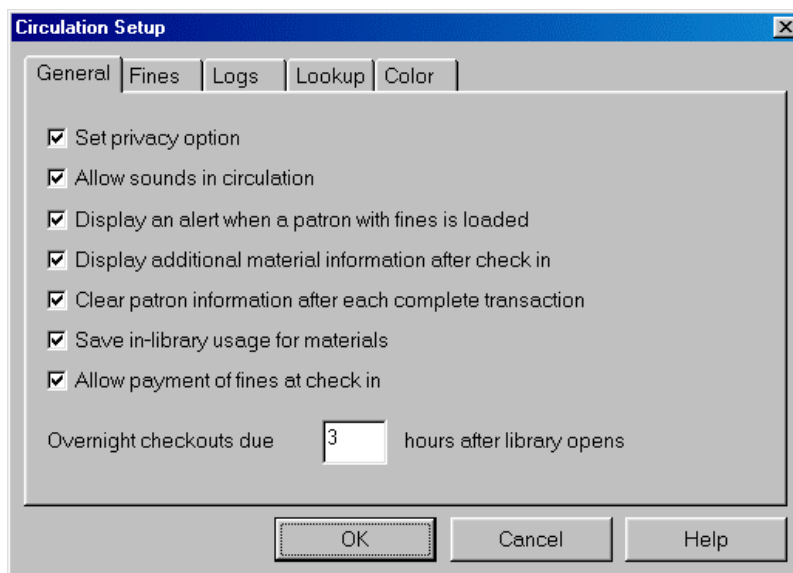 Circulation Setup
General Fines Logs Lookup Color
Set privacy option
Allow sounds in circulation
Display an alert when a patron with fines is loaded
Display additional material information after check in
Clear patron information after each complete transaction
Save in-library usage for materials
Allow payment of fines at check in
Overnight checkouts due 3 hours after library opens
OK Cancel Help